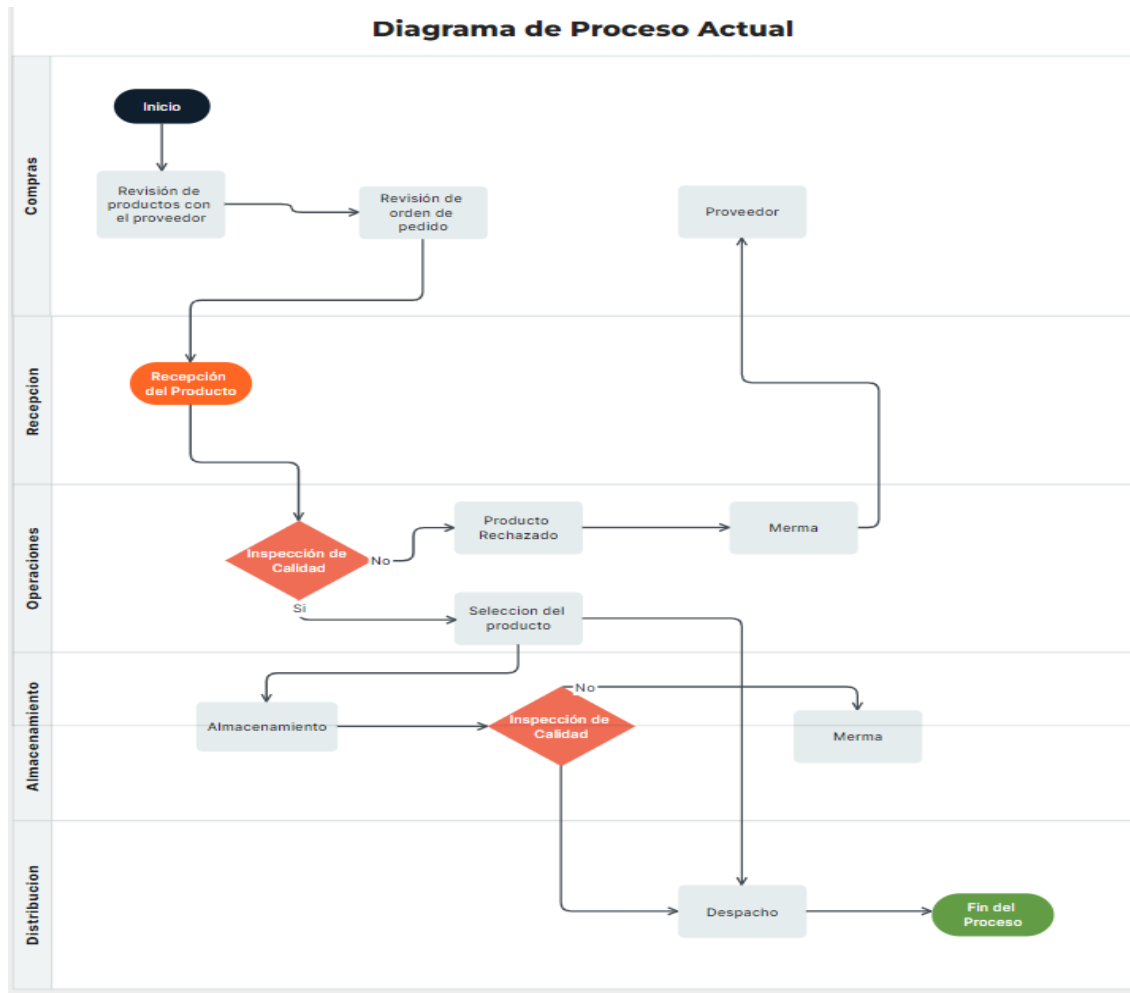 Diagrama de Proceso Actual
Compras
Inicio
Revisión de
productos con
el proveedor
Revisión de
orden de
pedido
Proveedor
Recepcion
Recepción
del Producto
Operaciones
Inspección de
Calidad
No
Producto
Rechazado
Merma
Si
Seleccion del
producto
Almacenamiento
Almacenamiento
Inspección de
Calidad
No
Merma
Distribucion
Despacho
Fin del
Proceso